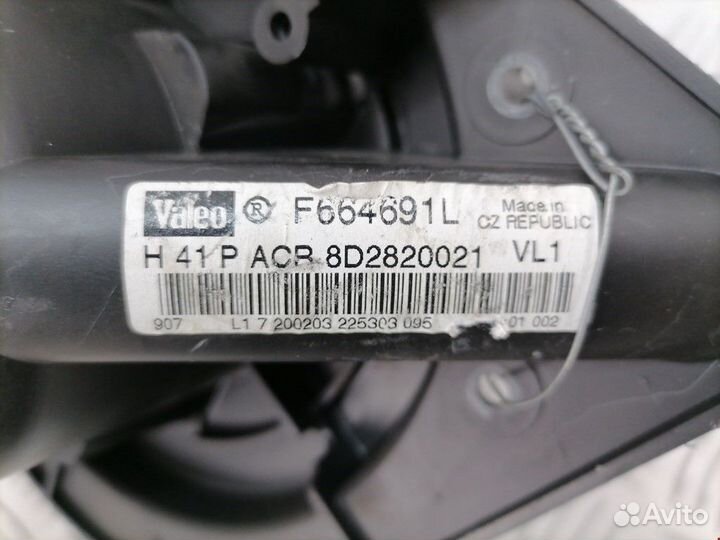 Valeo ® F664691L Made in
CZ REPUBLIC
H 41 P ACR 8D2820021 VL1
907 L1 7 200203 225303 095 01 002
Avito